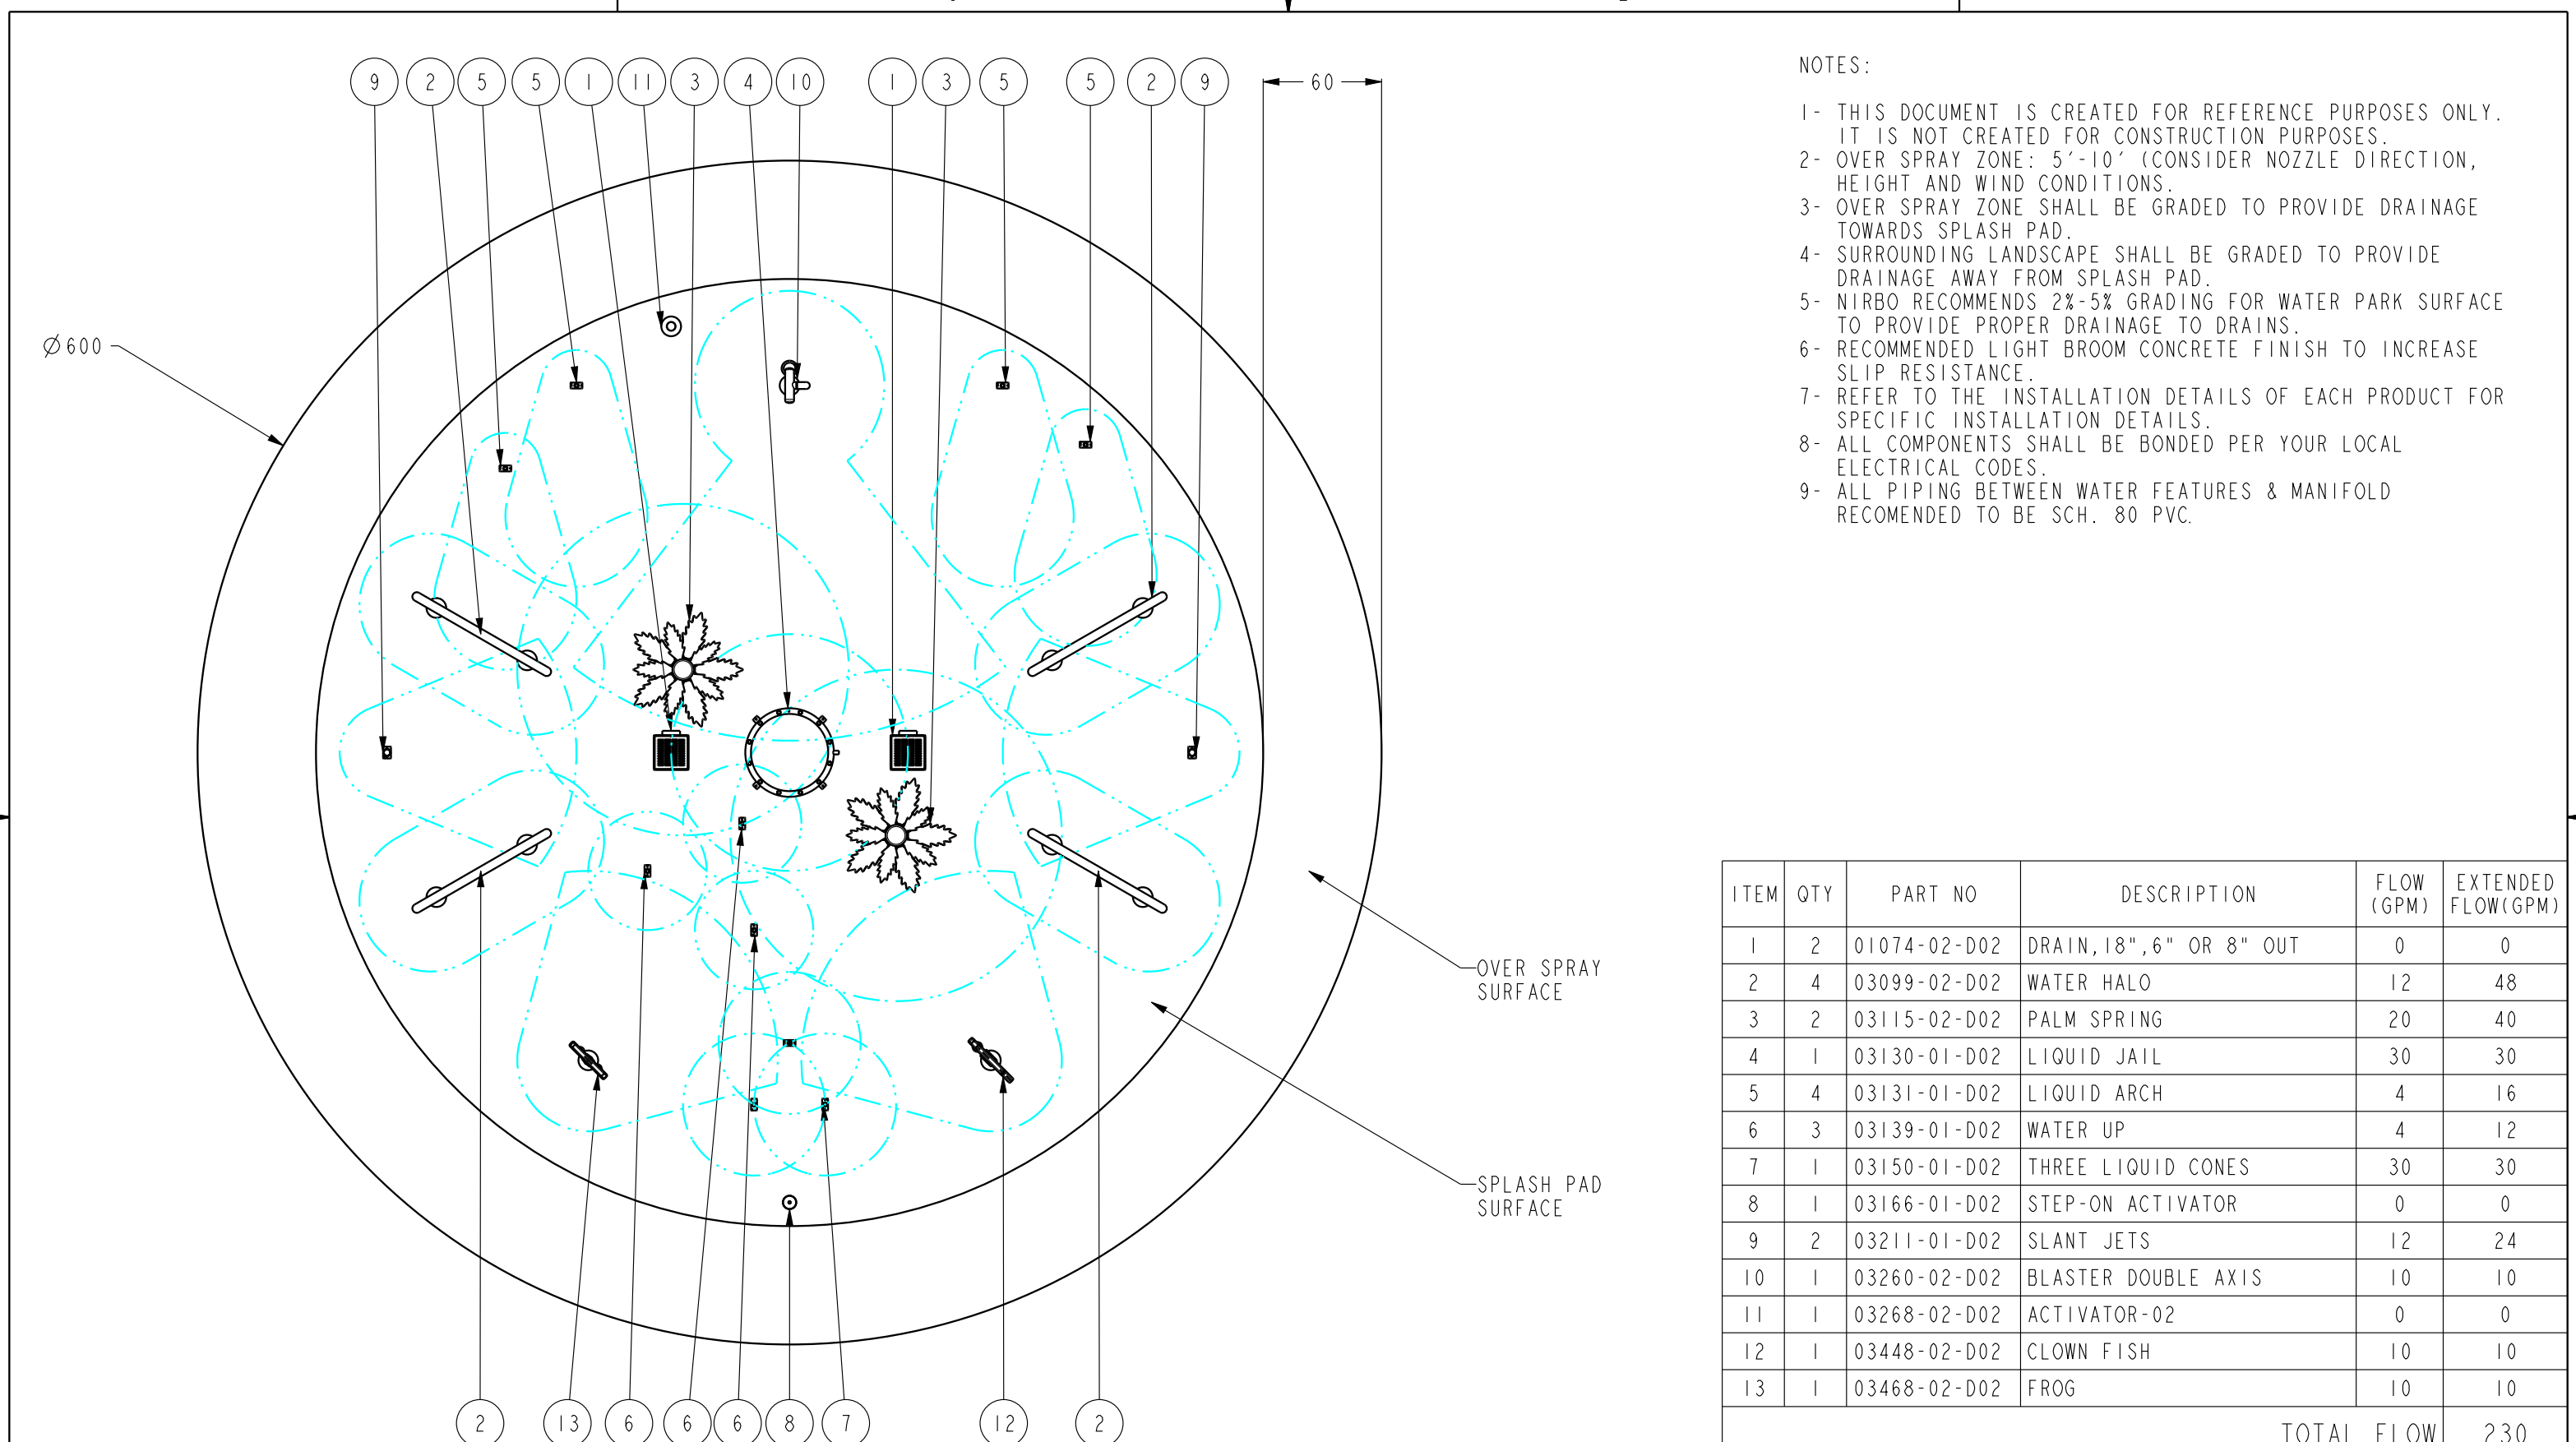 9 2 5 5 1 11 3 4 10 1 3 5 5 2 9
60
Ø600
OVER SPRAY
SURFACE
SPLASH PAD
SURFACE
2 13 6 6 6 8 7 12 2
NOTES:
1- THIS DOCUMENT IS CREATED FOR REFERENCE PURPOSES ONLY.
IT IS NOT CREATED FOR CONSTRUCTION PURPOSES.
2- OVER SPRAY ZONE: 5´-10´ (CONSIDER NOZZLE DIRECTION,
HEIGHT AND WIND CONDITIONS.
3- OVER SPRAY ZONE SHALL BE GRADED TO PROVIDE DRAINAGE
TOWARDS SPLASH PAD.
4- SURROUNDING LANDSCAPE SHALL BE GRADED TO PROVIDE
DRAINAGE AWAY FROM SPLASH PAD.
5- NIRBO RECOMMENDS 2%-5% GRADING FOR WATER PARK SURFACE
TO PROVIDE PROPER DRAINAGE TO DRAINS.
6- RECOMMENDED LIGHT BROOM CONCRETE FINISH TO INCREASE
SLIP RESISTANCE.
7- REFER TO THE INSTALLATION DETAILS OF EACH PRODUCT FOR
SPECIFIC INSTALLATION DETAILS.
8- ALL COMPONENTS SHALL BE BONDED PER YOUR LOCAL
ELECTRICAL CODES.
9- ALL PIPING BETWEEN WATER FEATURES & MANIFOLD
RECOMENDED TO BE SCH. 80 PVC.
ITEM QTY PART NO DESCRIPTION FLOW (GPM) EXTENDED FLOW(GPM)
1 2 01074-02-D02 DRAIN,18",6" OR 8" OUT 0 0
2 4 03099-02-D02 WATER HALO 12 48
3 2 03115-02-D02 PALM SPRING 20 40
4 1 03130-01-D02 LIQUID JAIL 30 30
5 4 03131-01-D02 LIQUID ARCH 4 16
6 3 03139-01-D02 WATER UP 4 12
7 1 03150-01-D02 THREE LIQUID CONES 30 30
8 1 03166-01-D02 STEP-ON ACTIVATOR 0 0
9 2 03211-01-D02 SLANT JETS 12 24
10 1 03260-02-D02 BLASTER DOUBLE AXIS 10 10
11 1 03268-02-D02 ACTIVATOR-02 0 0
12 1 03448-02-D02 CLOWN FISH 10 10
13 1 03468-02-D02 FROG 10 10
TOTAL FLOW 230